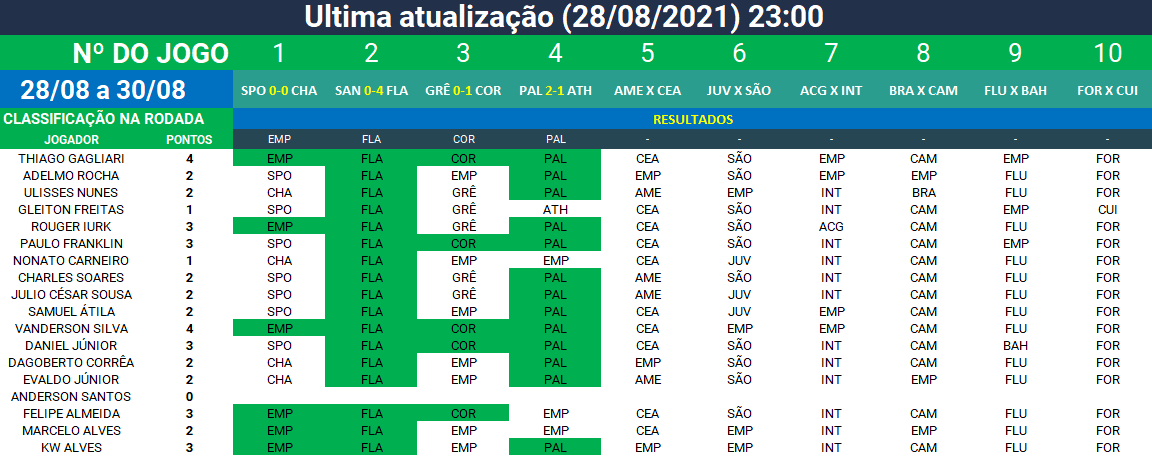 Ultima atualização (28/08/2021) 23:00
Nº DO JOGO 1 2 3 4 5 6 7 8 9 10
28/08 a 30/08 SPO 0-0 CHA SAN 0-4 FLA GRÊ 0-1 COR PAL 2-1 ATH AME X CEA JUV X SÃO ACG X INT BRA X CAM FLU X BAH FOR X CUI
CLASSIFICAÇÃO NA RODADA RESULTADOS
JOGADOR PONTOS EMP FLA COR PAL - - - - - -
THIAGO GAGLIARI 4 EMP FLA COR PAL CEA SÃO EMP CAM EMP FOR
ADELMO ROCHA 2 SPO FLA EMP PAL EMP SÃO EMP EMP FLU FOR
ULISSES NUNES 2 CHA FLA GRÊ PAL AME EMP INT BRA FLU FOR
GLEITON FREITAS 1 SPO FLA GRÊ ATH CEA SÃO INT CAM EMP CUI
ROUGER IURK 3 EMP FLA GRÊ PAL CEA SÃO ACG CAM FLU FOR
PAULO FRANKLIN 3 SPO FLA COR PAL CEA SÃO INT CAM EMP FOR
NONATO CARNEIRO 1 CHA FLA EMP EMP CEA JUV INT CAM FLU FOR
CHARLES SOARES 2 SPO FLA GRÊ PAL AME SÃO INT CAM FLU FOR
JULIO CÉSAR SOUSA 2 SPO FLA GRÊ PAL AME JUV INT CAM FLU FOR
SAMUEL ÁTILA 2 SPO FLA EMP PAL CEA JUV EMP CAM FLU FOR
VANDERSON SILVA 4 EMP FLA COR PAL CEA EMP EMP CAM FLU FOR
DANIEL JÚNIOR 3 SPO FLA COR PAL CEA SÃO INT CAM BAH FOR
DAGOBERTO CORRÊA 2 CHA FLA EMP PAL EMP SÃO INT CAM FLU FOR
EVALDO JÚNIOR 2 CHA FLA EMP PAL AME SÃO INT EMP FLU FOR
ANDERSON SANTOS 0
FELIPE ALMEIDA 3 EMP FLA COR EMP CEA SÃO INT CAM FLU FOR
MARCELO ALVES 2 EMP FLA EMP EMP CEA EMP INT EMP FLU FOR
KW ALVES 3 EMP FLA EMP PAL EMP EMP INT CAM FLU FOR